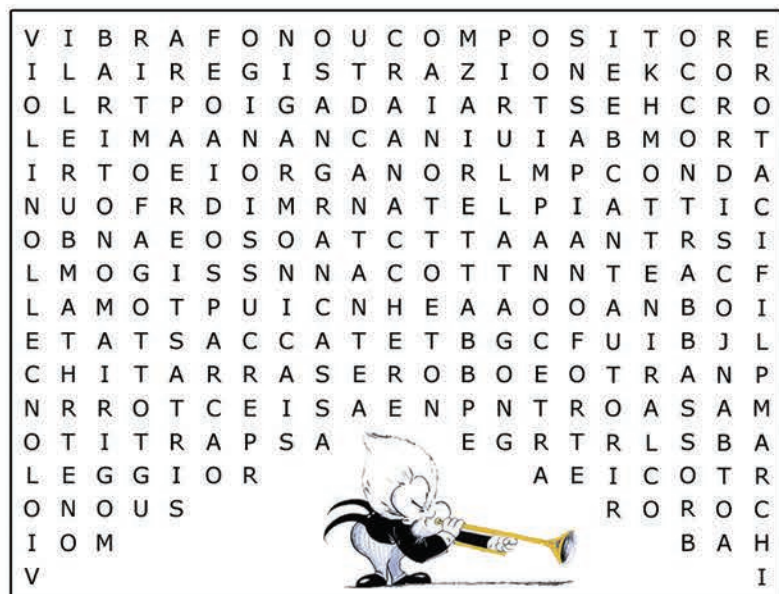 V I B R A F O N O U C O M P O S I T O R E
I L A I R E G I S T R A Z I O N E K C O R
O L R T P O I G A D A I A R T S E H C R O
L E I M A A N A N C A N I U I A B M O R T
I R T O E I O R G A N O R L M P C O N D A
N U O F R D I M R N A T E L P I A T T I C
O B N A E O S O A T C T T A A A N T R S I
L M O G I S S N N A C O T T N N T E A C F
L A M O T P U I C N H E A A O O A N B O I
E T A T S A C C A T E T B G C F U I B J L
C H I T A R R A S E R O B O E O T R A N P
N R R O T C E I S A E N P N T R O A S A M
O T I T R A P S A E G R T R L S B A
L E G G I O R A E I C O T R
O N O U S R O R O C
I O M B A H
V I